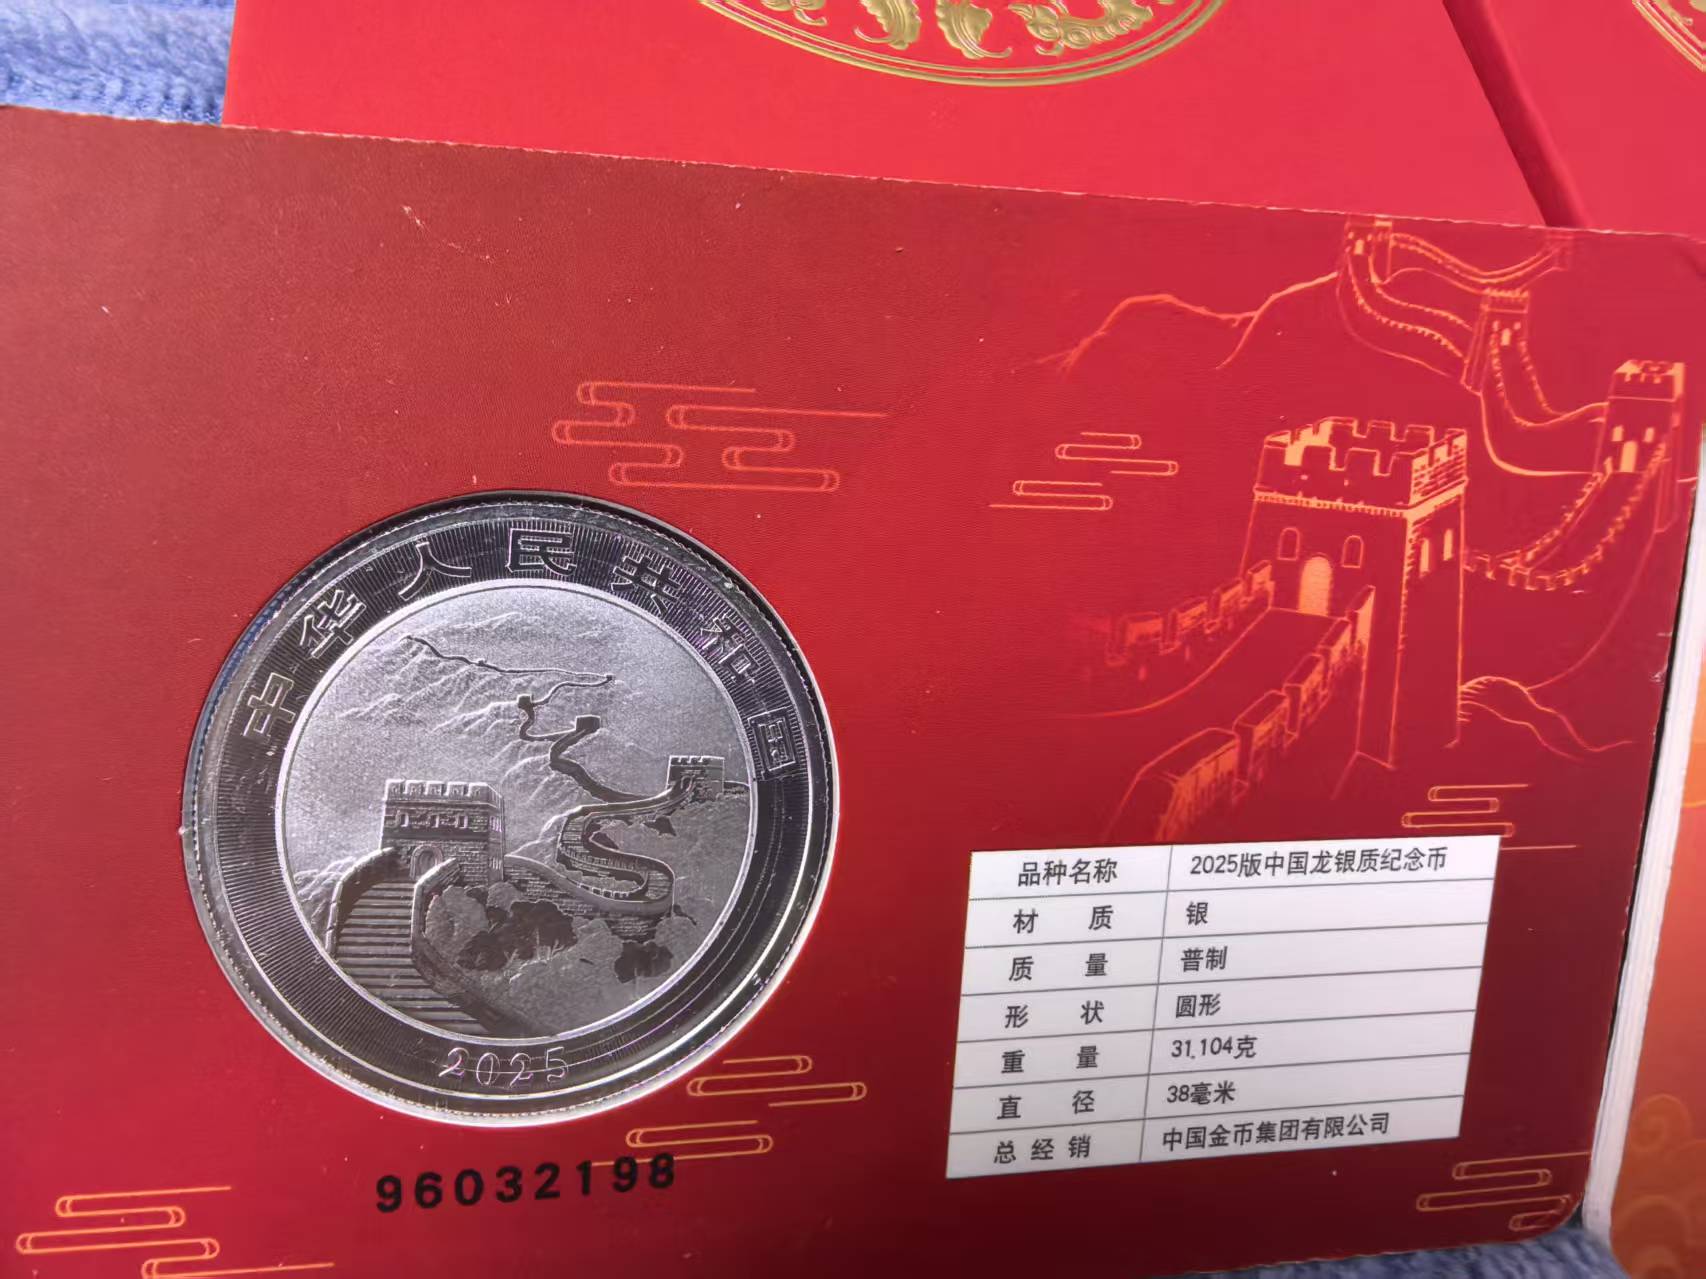 中华人民共和国
2025
96032198
品种名称 2025版中国龙银质纪念币
材 质 银
质 量 普制
形 状 圆形
重 量 31.104克
直 径 38毫米
总经销 中国金币集团有限公司